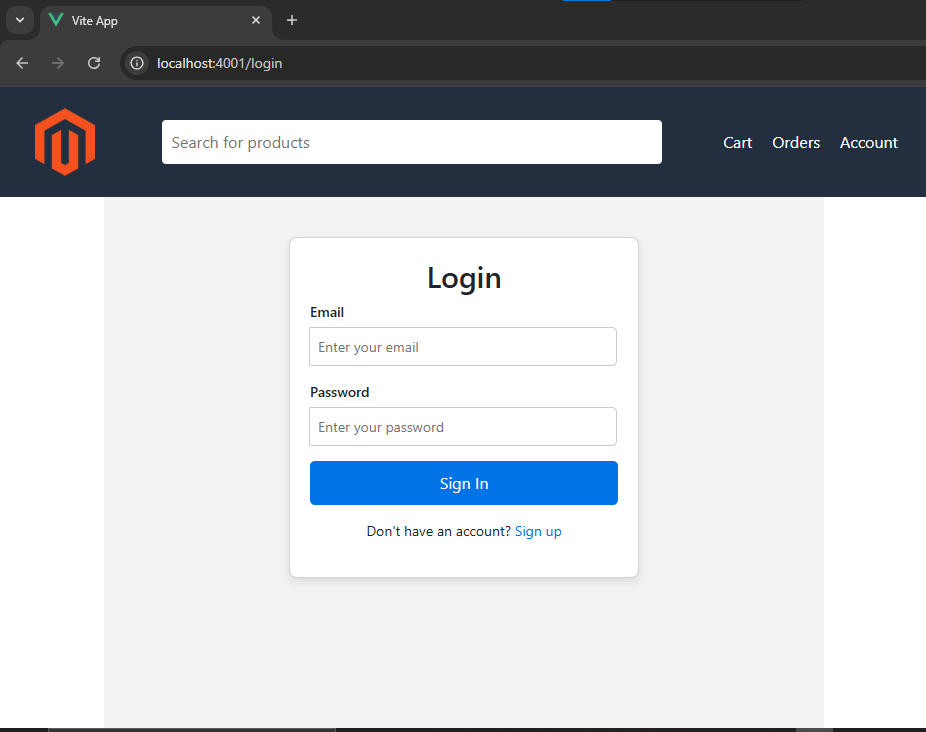 Vite App
localhost:4001/login
Search for products
Cart Orders Account
Login
Email
Enter your email
Password
Enter your password
Sign In
Don't have an account? Sign up